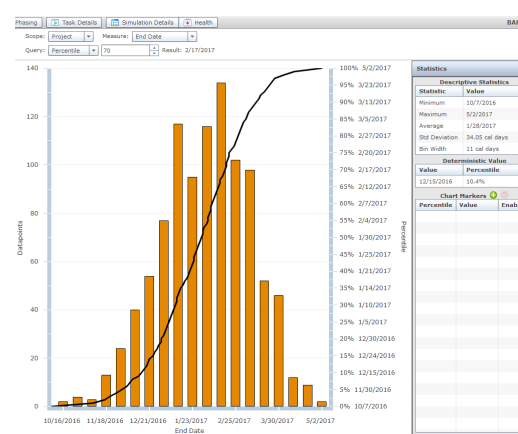 Phasing Task Details Simulation Details Health
Scope: Project Measure: End Date
Query: Percentile 70 Result: 2/17/2017
140
120
100
80
60
40
20
0
Datapoints
10/16/2016 11/18/2016 12/21/2016 1/23/2017 2/25/2017 3/30/2017 5/2/2017
End Date
100% 5/2/2017
95% 3/23/2017
90% 3/13/2017
85% 3/5/2017
80% 2/27/2017
75% 2/20/2017
70% 2/17/2017
65% 2/12/2017
60% 2/7/2017
55% 2/4/2017
50% 1/30/2017
45% 1/25/2017
40% 1/21/2017
35% 1/14/2017
30% 1/10/2017
25% 1/5/2017
20% 12/30/2016
15% 12/24/2016
10% 12/15/2016
5% 11/30/2016
0% 10/7/2016
Percentile
Statistics
Descriptive Statistics
Statistic Value
Minimum 10/7/2016
Maximum 5/2/2017
Average 1/28/2017
Std Deviation 34.05 cal days
Bin Width 11 cal days
Deterministic Value
Value Percentile
12/15/2016 10.4%
Chart Markers
Percentile Value Enab